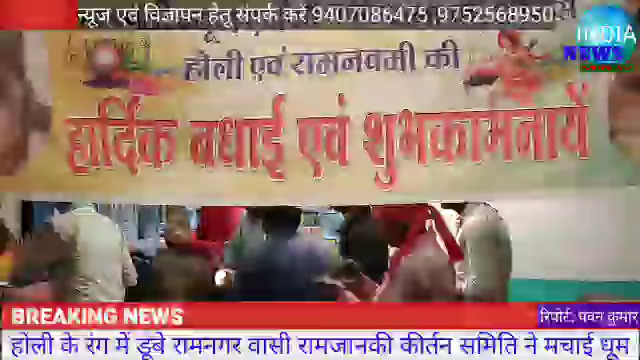 न्यूज एवं विज्ञापन हेतु संपर्क करें 9407086475 ,9752568950
INDIA
NEWS
होली एवं रामनवमी की
हार्दिक बधाई एवं शुभकामनायें
BREAKING NEWS
रिपोर्ट: पवन कुमार
होली के रंग में डूबे रामनगर वासी रामजानकी कीर्तन समिति ने मचाई धूम